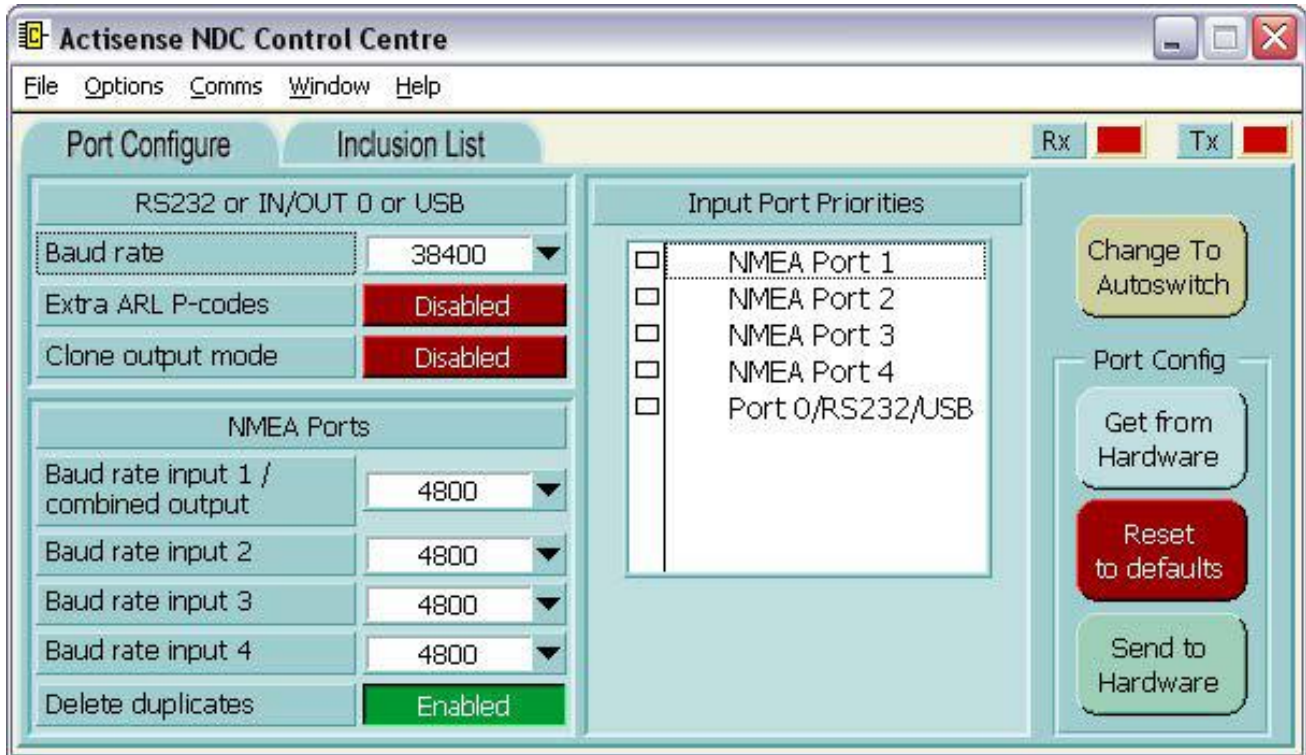 Actisense NDC Control Centre
File Options Comms Window Help
Port Configure Inclusion List Rx Tx
RS232 or IN/OUT 0 or USB
Baud rate 38400
Extra ARL P-codes Disabled
Clone output mode Disabled
NMEA Ports
Baud rate input 1 /
combined output 4800
Baud rate input 2 4800
Baud rate input 3 4800
Baud rate input 4 4800
Delete duplicates Enabled
Input Port Priorities
NMEA Port 1
NMEA Port 2
NMEA Port 3
NMEA Port 4
Port 0/RS232/USB
Change To
Autoswitch
Port Config
Get from
Hardware
Reset
to defaults
Send to
Hardware